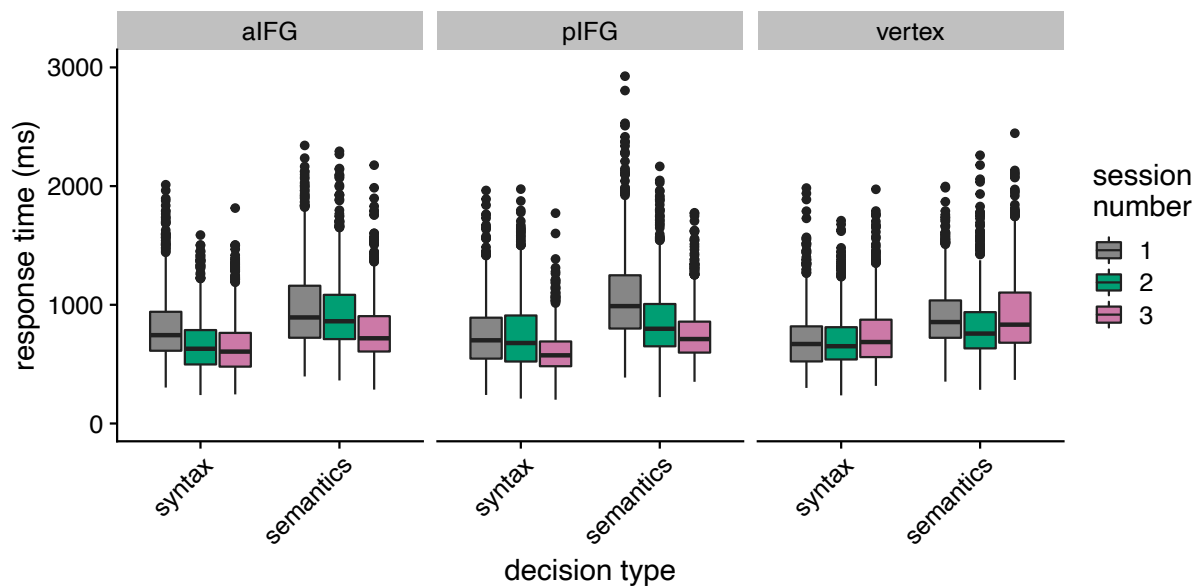 aIFG
pIFG
vertex
response time (ms)
3000
2000
1000
0
syntax
semantics
syntax
semantics
syntax
semantics
decision type
session
number
1
2
3